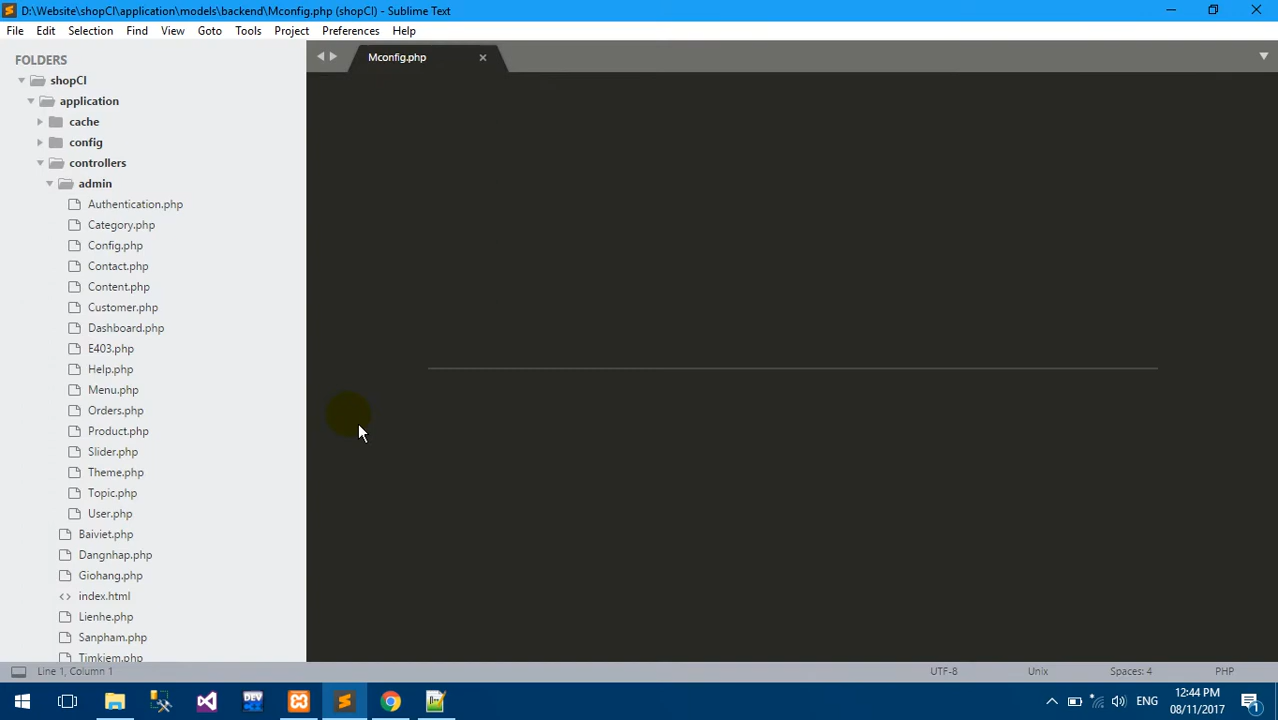 D:\Website\shopCI\application\models\backend\Mconfig.php (shopCI) - Sublime Text
File Edit Selection Find View Goto Tools Project Preferences Help
FOLDERS
Mconfig.php
shopCI
application
cache
config
controllers
admin
Authentication.php
Category.php
Config.php
Contact.php
Content.php
Customer.php
Dashboard.php
E403.php
Help.php
Menu.php
Orders.php
Product.php
Slider.php
Theme.php
Topic.php
User.php
Baiviet.php
Dangnhap.php
Giohang.php
index.html
Lienhe.php
Sanpham.php
Timkiem.php
Line 1, Column 1 UTF-8 Unix Spaces: 4 PHP
DEV
ENG
12:44 PM
08/11/2017
1